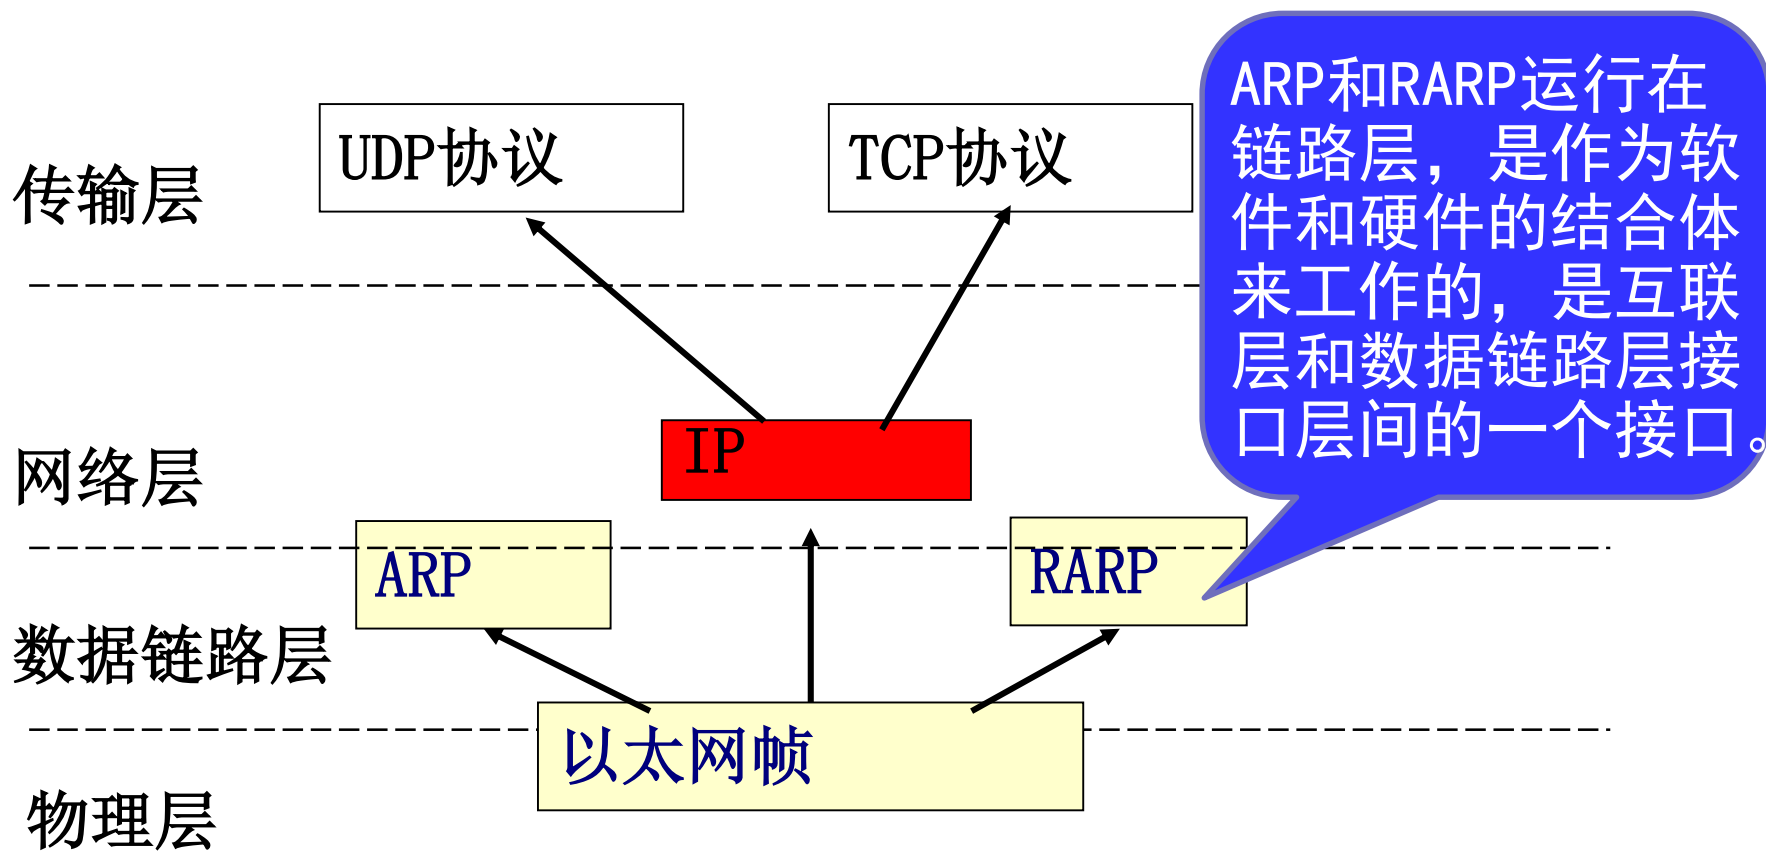 UDP协议
TCP协议
传输层
ARP和RARP运行在
链路层，是作为软
件和硬件的结合体
来工作的，是互联
层和数据链路层接
口层间的一个接口。
IP
网络层
ARP
RARP
数据链路层
以太网帧
物理层